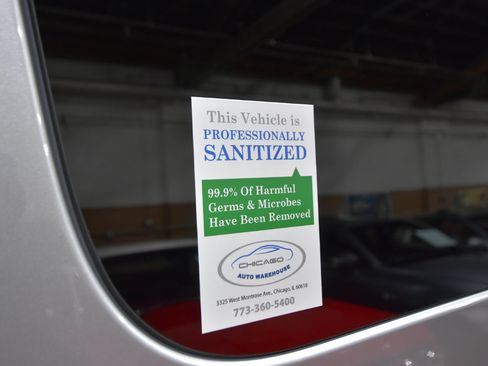 This Vehicle is
PROFESSIONALLY
SANITIZED
99.9% Of Harmful
Germs & Microbes
Have Been Removed
CHICAGO
AUTO WAREHOUSE
3325 West Montrose Ave., Chicago, IL 60618
773-360-5400